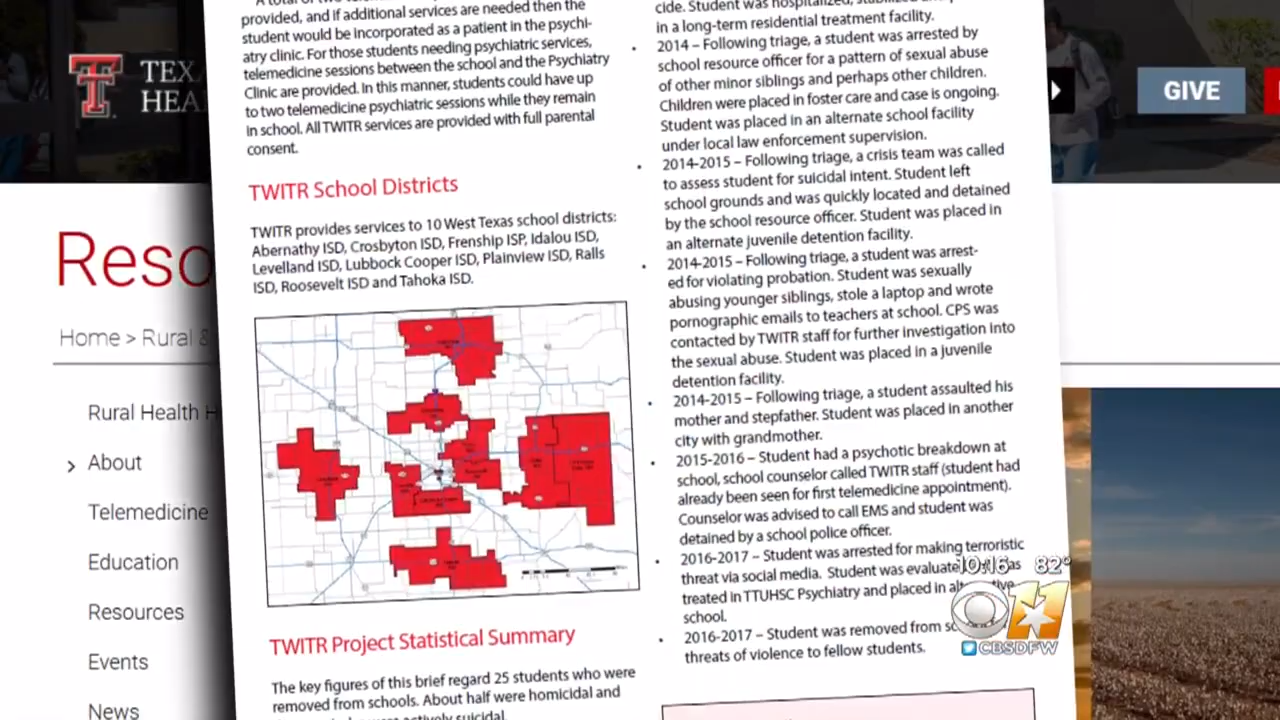 TEX
HEA
GIVE
Reso
Home > Rural &
Rural Health H
About
Telemedicine
Education
Resources
Events
News
provided, and if additional services are needed then the
student would be incorporated as a patient in the psychi-
atry clinic. For those students needing psychiatric services,
telemedicine sessions between the school and the Psychiatry
Clinic are provided. In this manner, students could have up
to two telemedicine psychiatric sessions while they remain
in school. All TWITR services are provided with full parental
consent.
TWITR School Districts
TWITR provides services to 10 West Texas school districts:
Abernathy ISD, Crosbyton ISD, Frenship ISP, Idalou ISD,
Levelland ISD, Lubbock Cooper ISD, Plainview ISD, Ralls
ISD, Roosevelt ISD and Tahoka ISD.
TWITR Project Statistical Summary
The key figures of this brief regard 25 students who were
removed from schools. About half were homicidal and
actively suicidal.
cide. Student was hospitalized, stabilized
in a long-term residential treatment facility.
• 2014 – Following triage, a student was arrested by
school resource officer for a pattern of sexual abuse
of other minor siblings and perhaps other children.
Children were placed in foster care and case is ongoing.
Student was placed in an alternate school facility
under local law enforcement supervision.
• 2014-2015 – Following triage, a crisis team was called
to assess student for suicidal intent. Student left
school grounds and was quickly located and detained
by the school resource officer. Student was placed in
an alternate juvenile detention facility.
• 2014-2015 – Following triage, a student was arrest-
ed for violating probation. Student was sexually
abusing younger siblings, stole a laptop and wrote
pornographic emails to teachers at school. CPS was
contacted by TWITR staff for further investigation into
the sexual abuse. Student was placed in a juvenile
detention facility.
• 2014-2015 – Following triage, a student assaulted his
mother and stepfather. Student was placed in another
city with grandmother.
• 2015-2016 – Student had a psychotic breakdown at
school, school counselor called TWITR staff (student had
already been seen for first telemedicine appointment).
Counselor was advised to call EMS and student was
detained by a school police officer.
• 2016-2017 – Student was arrested for making terroristic
threat via social media. Student was evaluate as
treated in TTUHSC Psychiatry and placed in
school.
• 2016-2017 – Student was removed from
threats of violence to fellow students.
10:16 82°
11
CBSDFW